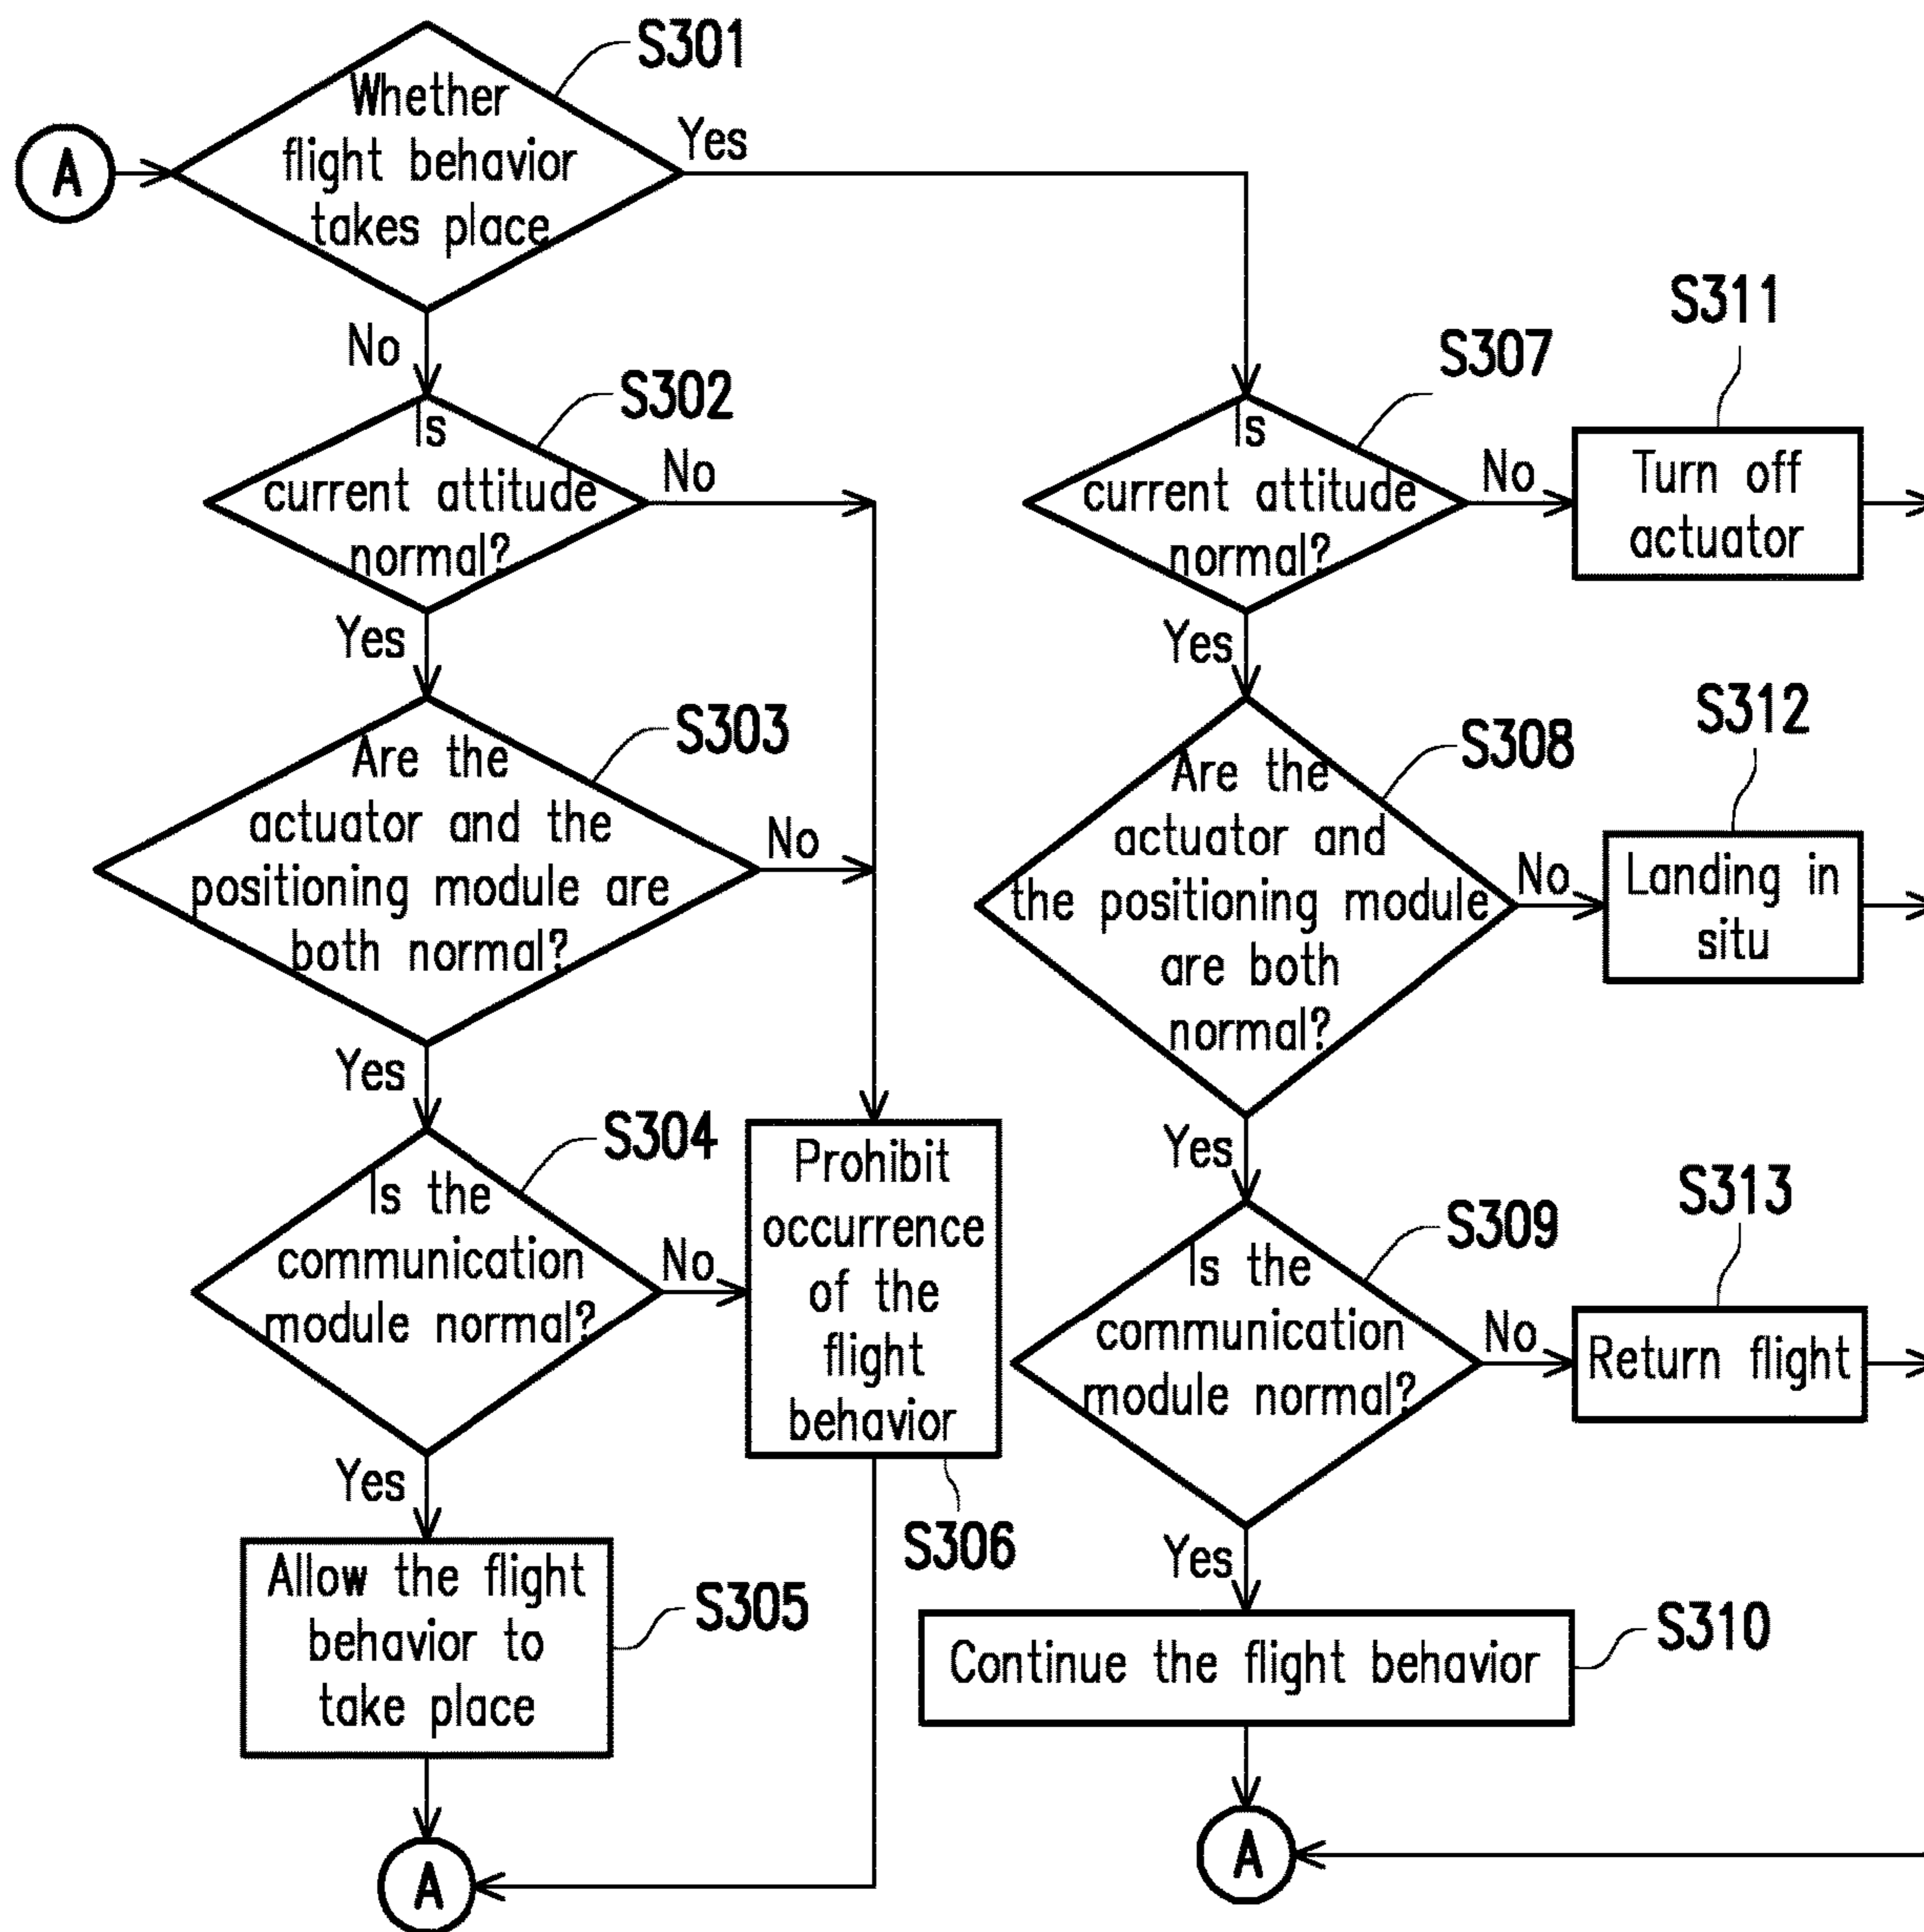 S301
Whether
flight behavior
takes place
A
Yes
No
S302
Is
current attitude
normal?
No
Yes
S303
Are the
actuator and the
positioning module are
both normal?
No
Yes
S304
Is the
communication
module normal?
No
Yes
Prohibit
occurrence
of the
flight
behavior
S306
Allow the flight
behavior to
take place
S305
A
S307
Is
current attitude
normal?
No
Yes
S311
Turn off
actuator
S308
Are the
actuator and
the positioning module
are both
normal?
No
Yes
S312
Landing in
situ
S309
Is the
communication
module normal?
No
Yes
S313
Return flight
Continue the flight behavior
S310
A